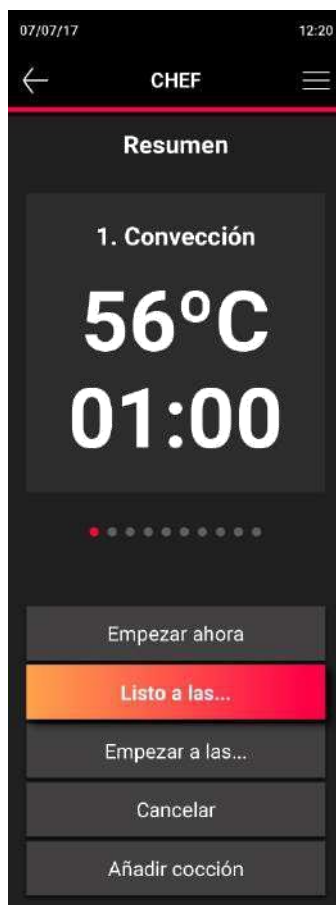 07/07/17 12:20
CHEF
Resumen
1. Convección
56ºC
01:00
Empezar ahora
Listo a las...
Empezar a las...
Cancelar
Añadir cocción